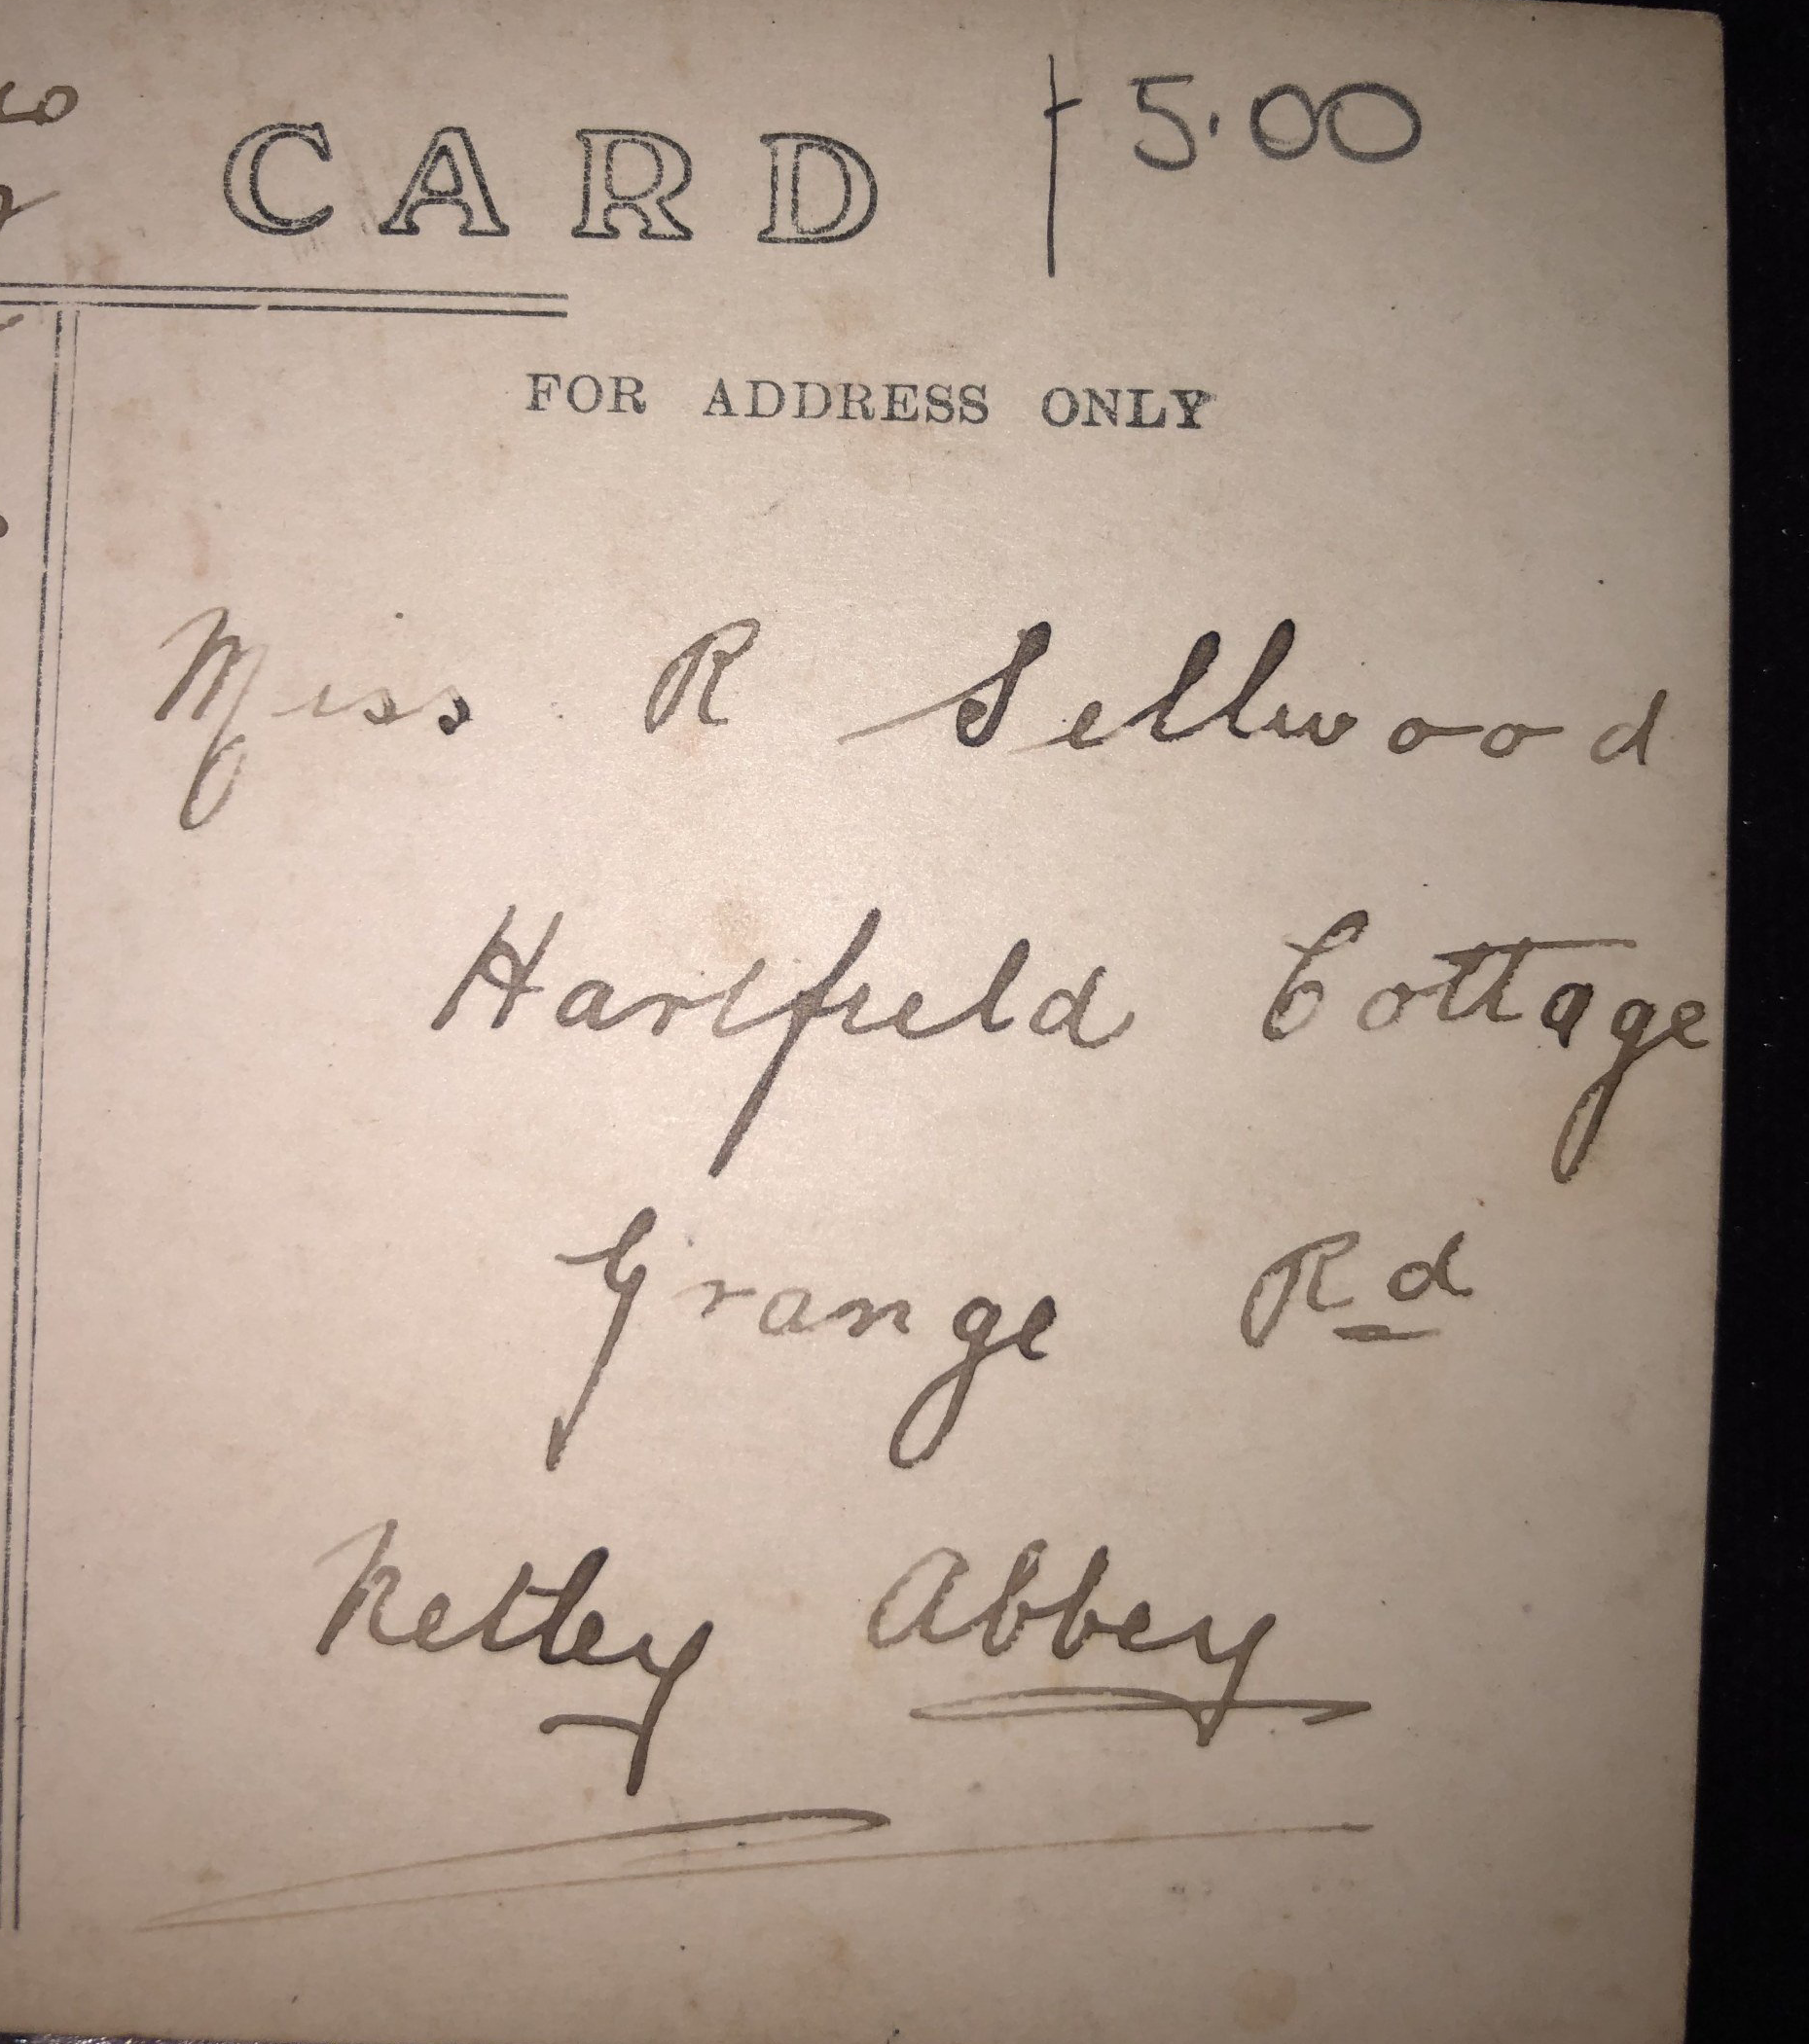 CARD
5.00
FOR ADDRESS ONLY
Miss R Sellwood
Hartfield Cottage
Grange Rd
Netley Abbey